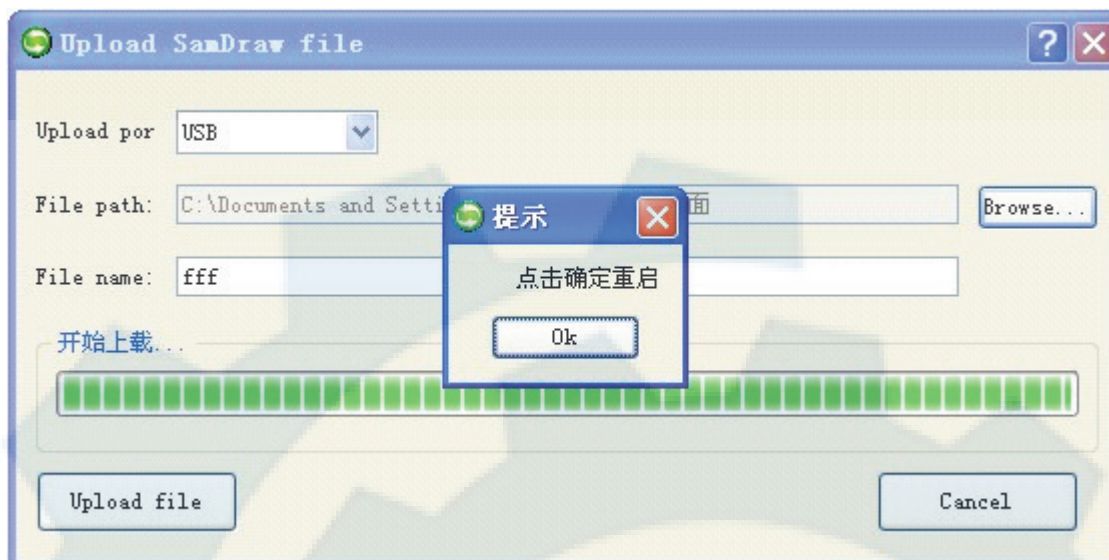 Upload SamDraw file
Upload por
USB
File path:
C:\Documents and Setti
面
Browse...
提示
点击确定重启
Ok
File name:
fff
开始上载...
Upload file
Cancel